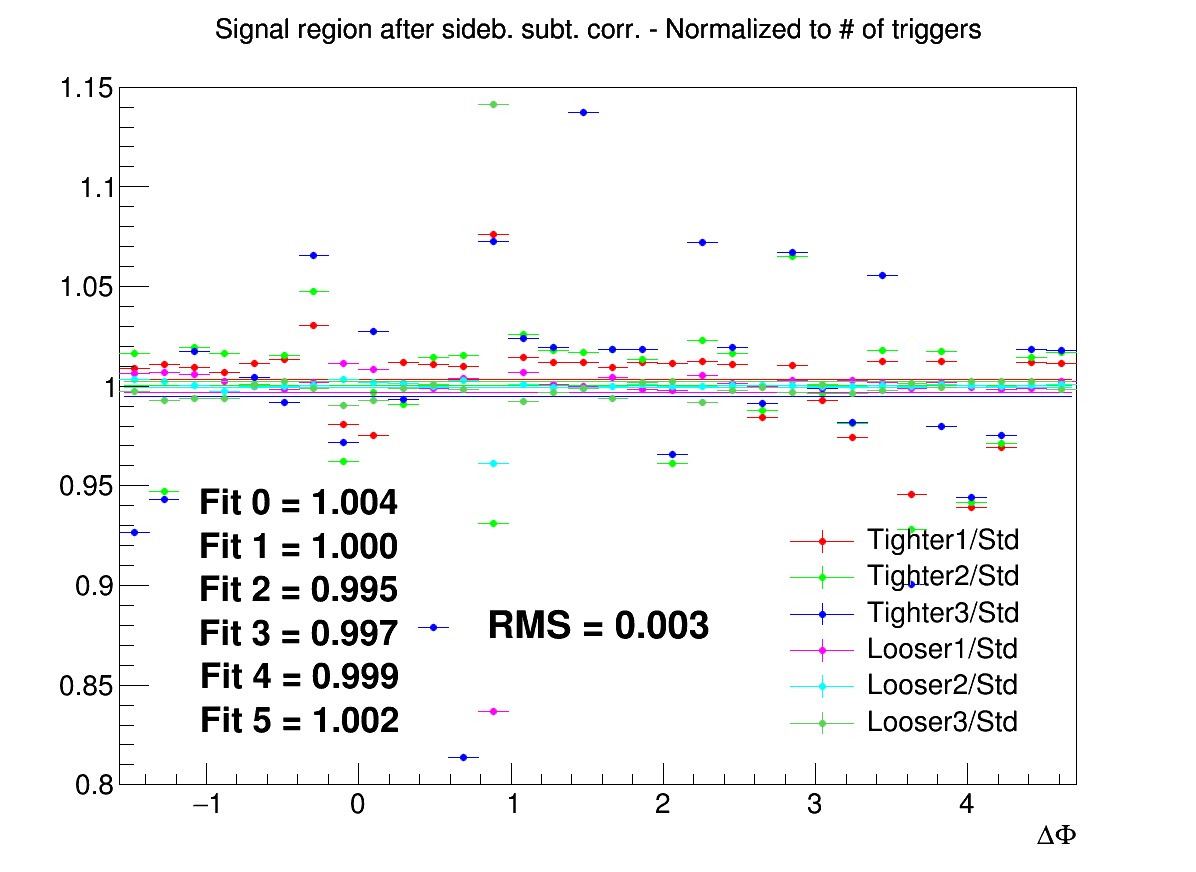 Signal region after sideb. subt. corr. - Normalized to # of triggers
1.15
1.1
1.05
1
0.95
0.9
0.85
0.8
Fit 0 = 1.004
Fit 1 = 1.000
Fit 2 = 0.995
Fit 3 = 0.997
Fit 4 = 0.999
Fit 5 = 1.002
RMS = 0.003
Tighter1/Std
Tighter2/Std
Tighter3/Std
Looser1/Std
Looser2/Std
Looser3/Std
−1 0 1 2 3 4
ΔΦ